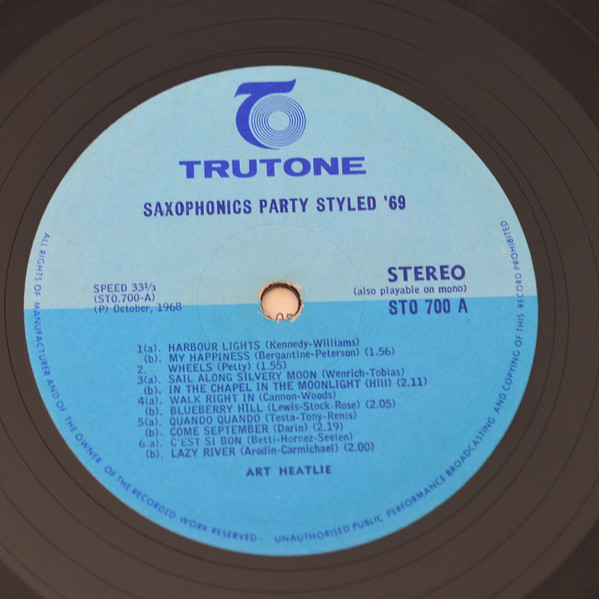 TRUTONE
SAXOPHONICS PARTY STYLED '69
SPEED 33⅓
(STO.700-A)
(P) October, 1968
STEREO
(also playable on mono)
STO 700 A
1(a). HARBOUR LIGHTS (Kennedy-Williams)
(b). MY HAPPINESS (Bergantine-Peterson) (1.56)
2. WHEELS (Petty) (1.55)
3(a). SAIL ALONG SILVERY MOON (Wenrich-Tobias)
(b). IN THE CHAPEL IN THE MOONLIGHT (Hill) (2.11)
4(a). WALK RIGHT IN (Cannon-Woods)
(b). BLUEBERRY HILL (Lewis-Stock-Rose) (2.05)
5(a). QUANDO QUANDO (Testa-Tony-Renis)
(b). COME SEPTEMBER (Darin) (2.19)
6 a). C'EST SI BON (Betti-Hornez-Seelen)
(b). LAZY RIVER (Arodin-Carmichael) (2.00)
ART HEATLIE
ALL RIGHTS OF MANUFACTURER AND OF THE OWNER OF THE RECORDED WORK RESERVED. UNAUTHORISED PUBLIC PERFORMANCE BROADCASTING AND COPYING OF THIS RECORD PROHIBITED